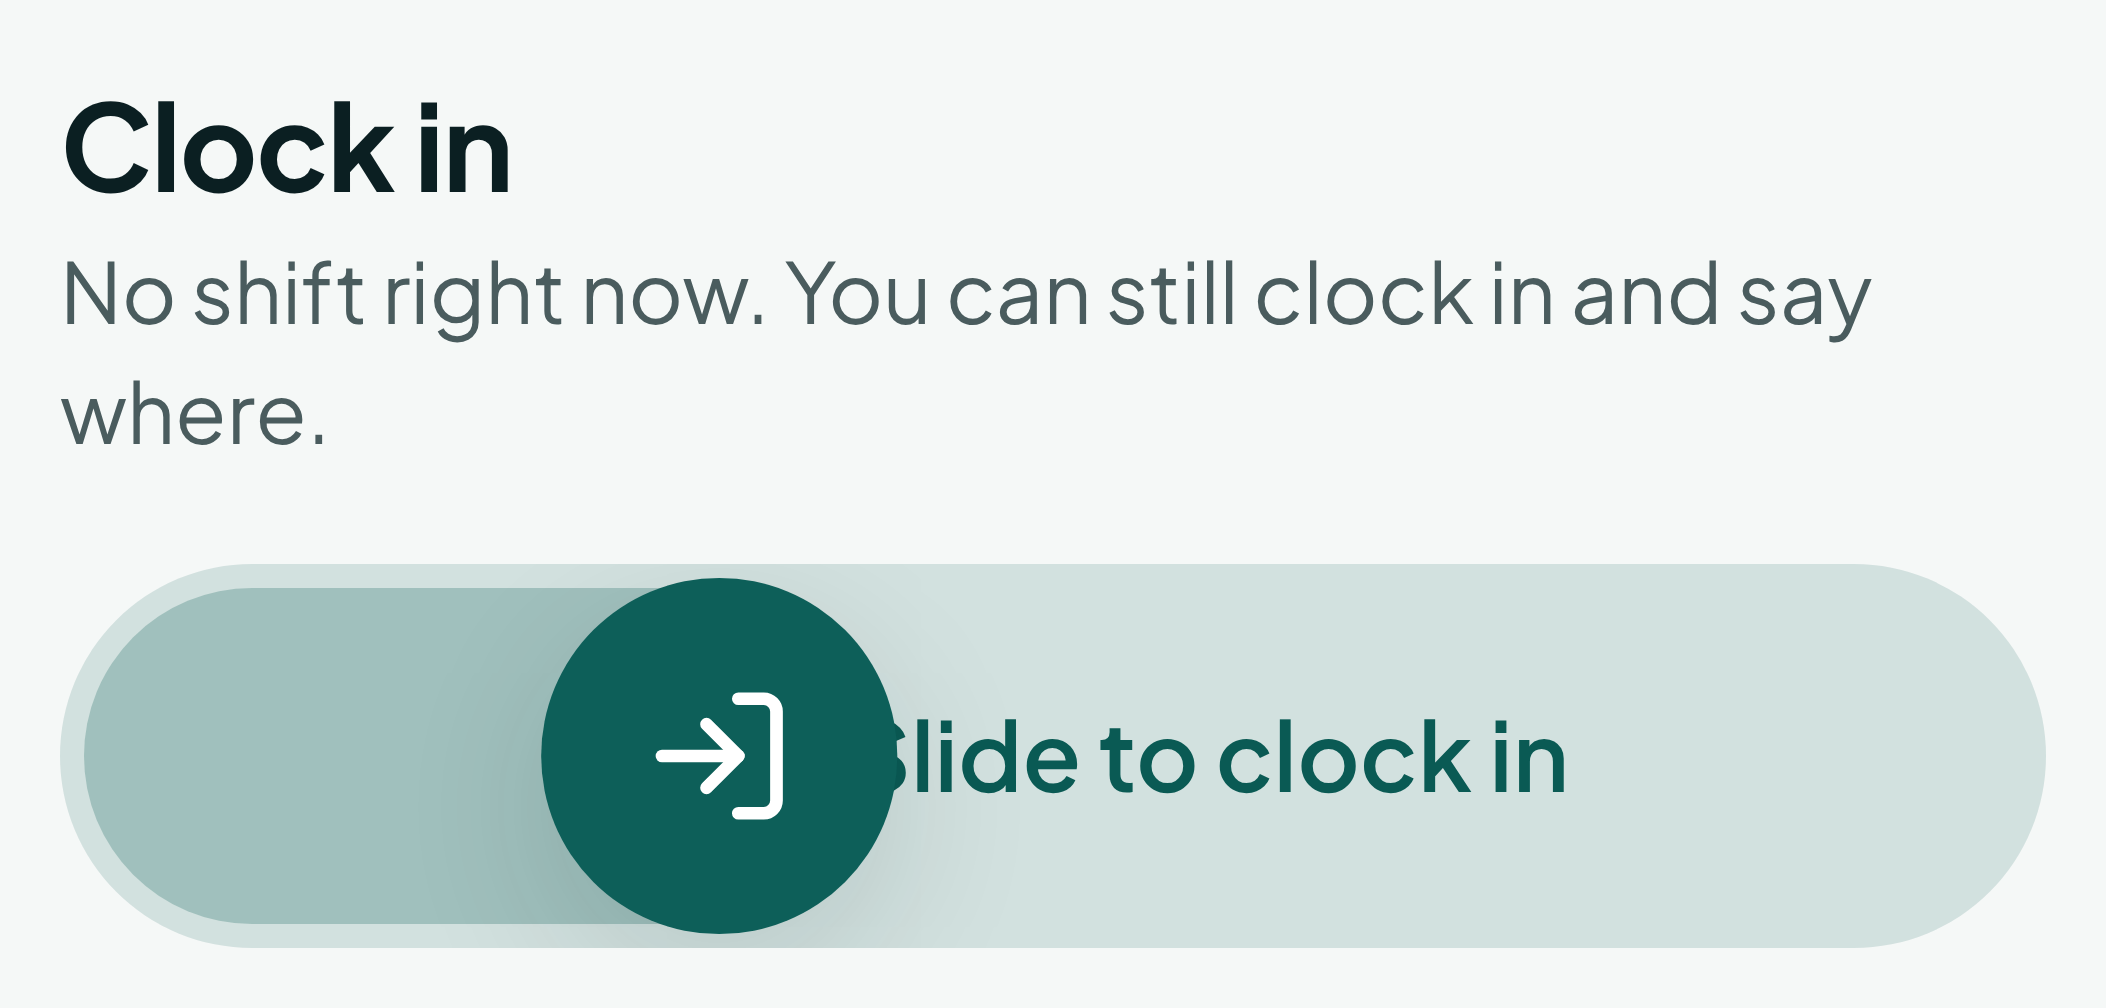 Clock in
No shift right now. You can still clock in and say
where.
Slide to clock in